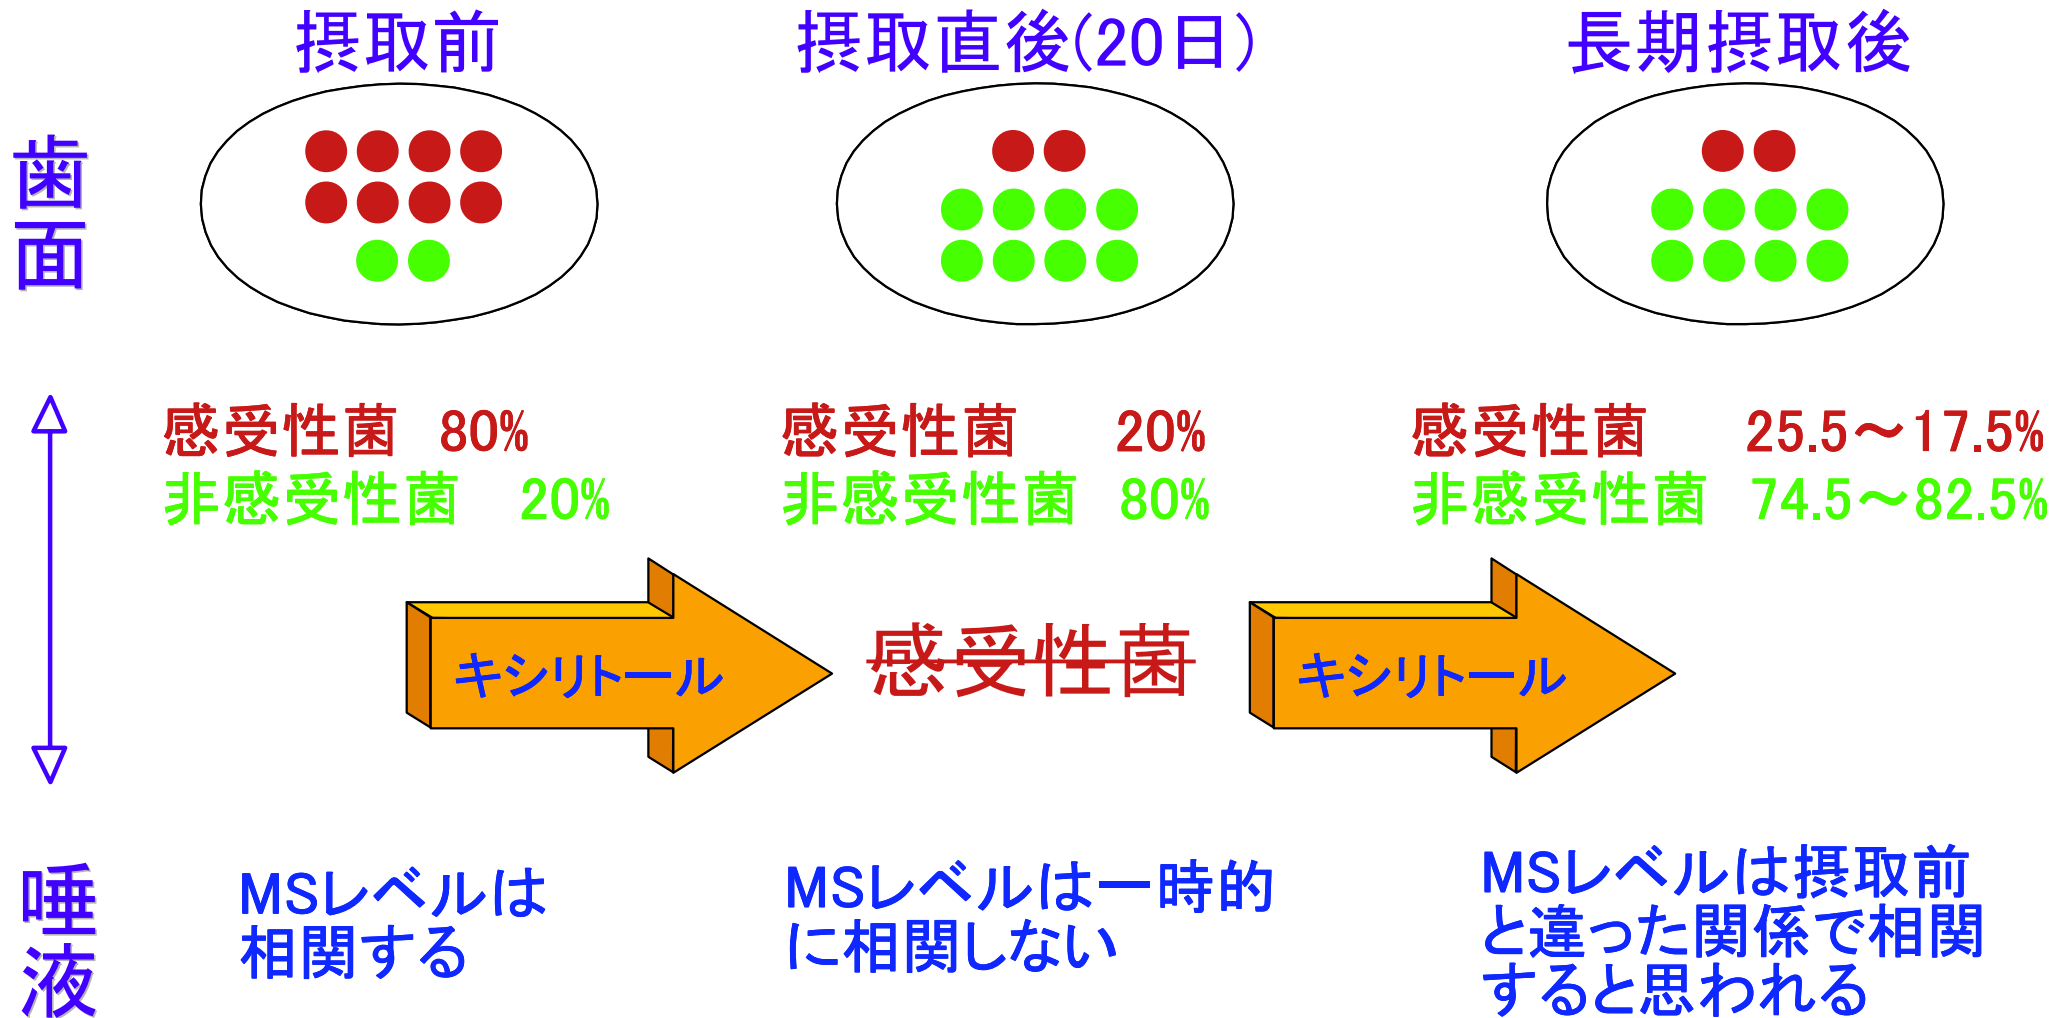 摂取前
摂取直後(20日)
長期摂取後
歯面
感受性菌 80%
非感受性菌 20%
感受性菌 20%
非感受性菌 80%
感受性菌 25.5～17.5%
非感受性菌 74.5～82.5%
キシリトール
感受性菌
キシリトール
唾液
MSレベルは
相関する
MSレベルは一時的
に相関しない
MSレベルは摂取前
と違った関係で相関
すると思われる